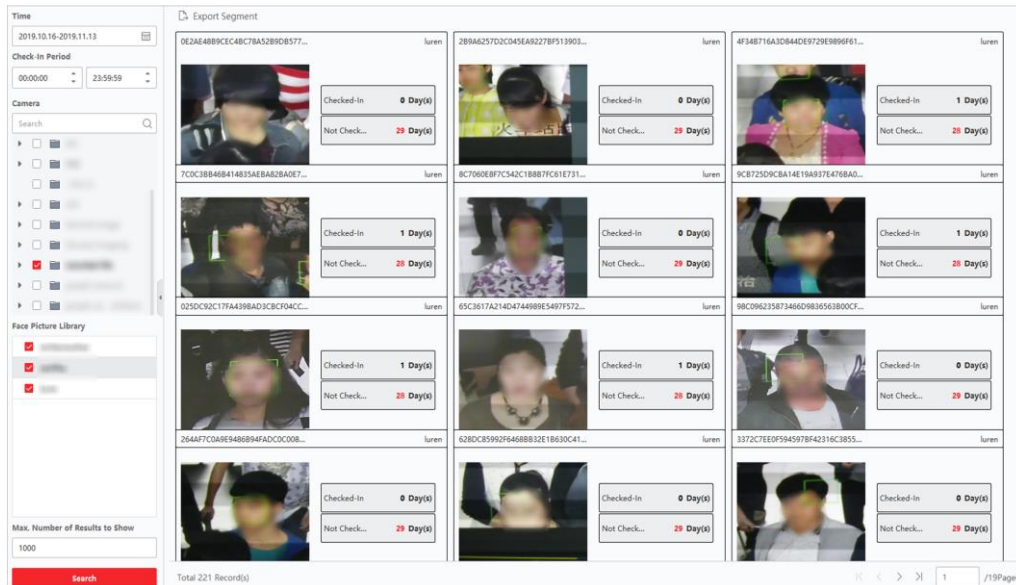 Time
2019.10.16-2019.11.13
Check-In Period
00:00:00
23:59:59
Camera
Search
Face Picture Library
Max. Number of Results to Show
1000
Search
Export Segment
0E2AE48B9CEC4BC78A52B9DB577... luren
Checked-In 0 Day(s)
Not Check... 29 Day(s)
2B9A6257D2C045EA9227BF513903... luren
Checked-In 0 Day(s)
Not Check... 29 Day(s)
4F34B716A3D844DE9729E9896F61... luren
Checked-In 1 Day(s)
Not Check... 28 Day(s)
7C0C3BB46B414835AEBA82BA0E7... luren
Checked-In 1 Day(s)
Not Check... 28 Day(s)
8C7060E8F7C542C1B8B7FC61E731... luren
Checked-In 0 Day(s)
Not Check... 29 Day(s)
9CB725D9CBA14E19A937E476BA0... luren
Checked-In 1 Day(s)
Not Check... 28 Day(s)
025DC92C17FA439BAD3CBCF04CC... luren
Checked-In 1 Day(s)
Not Check... 28 Day(s)
65C3617A214D4744989E5497F572... luren
Checked-In 1 Day(s)
Not Check... 28 Day(s)
98C096235873466D9836563B00CF... luren
Checked-In 0 Day(s)
Not Check... 29 Day(s)
264AF7C0A9E9486B94FADC0C008... luren
Checked-In 0 Day(s)
Not Check... 29 Day(s)
628DC85992F6468BB32E1B630C41... luren
Checked-In 0 Day(s)
Not Check... 29 Day(s)
3372C7EE0F594597BF42316C3855... luren
Checked-In 0 Day(s)
Not Check... 29 Day(s)
Total 221 Record(s)
1 /19Page